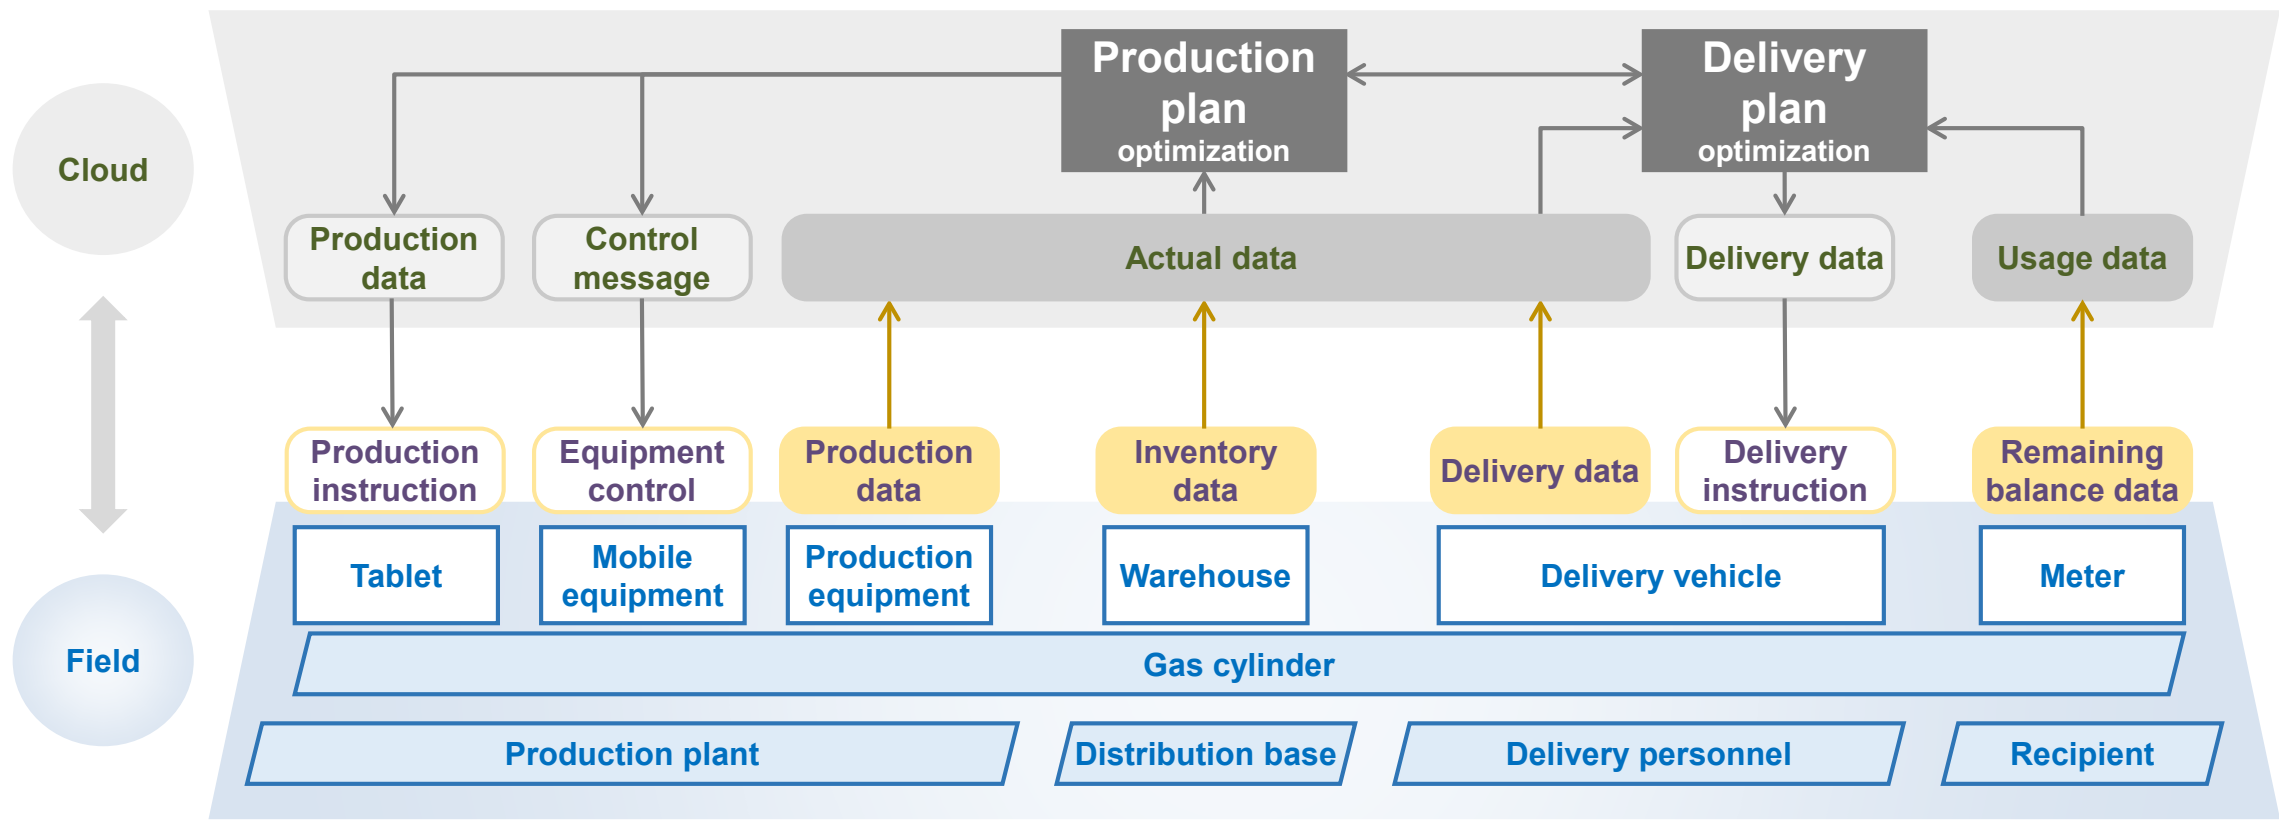 Production
plan
optimization
Delivery
plan
optimization
Cloud
Production
data
Control
message
Actual data
Delivery data
Usage data
Production
instruction
Equipment
control
Production
data
Inventory
data
Delivery data
Delivery
instruction
Remaining
balance data
Field
Tablet
Mobile
equipment
Production
equipment
Warehouse
Delivery vehicle
Meter
Gas cylinder
Production plant
Distribution base
Delivery personnel
Recipient